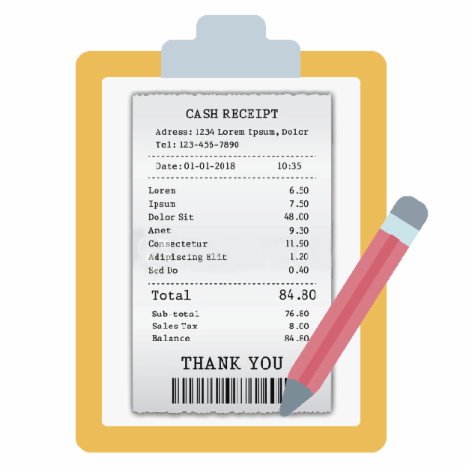 CASH RECEIPT
Adress: 1234 Lorem Ipsum, Dolor
Tel: 123-456-7890
Date: 01-01-2018 10:35
Lorem 6.50
Ipsum 7.50
Dolor Sit 48.00
Amet 9.30
Consectetur 11.90
Adipiscing Elit 1.20
Sed Do 0.40
Total 84.80
Sub-total 76.80
Sales Tax 8.00
Balance 84.80
THANK YOU